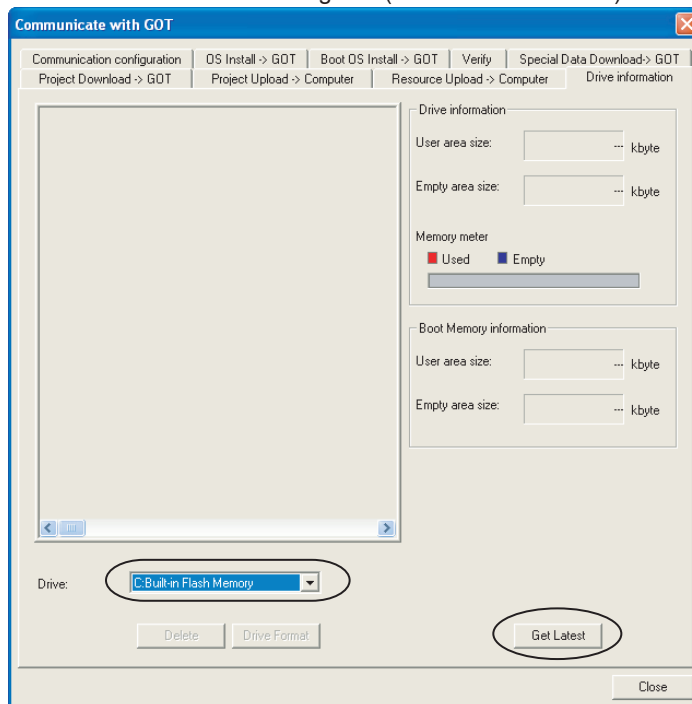 Communicate with GOT
Communication configuration OS Install -> GOT Boot OS Install -> GOT Verify Special Data Download-> GOT
Project Download -> GOT Project Upload -> Computer Resource Upload -> Computer Drive information
Drive information
User area size: --- kbyte
Empty area size: --- kbyte
Memory meter
Used Empty
Boot Memory information
User area size: --- kbyte
Empty area size: --- kbyte
Drive: C:Built-in Flash Memory
Delete Drive Format Get Latest
Close